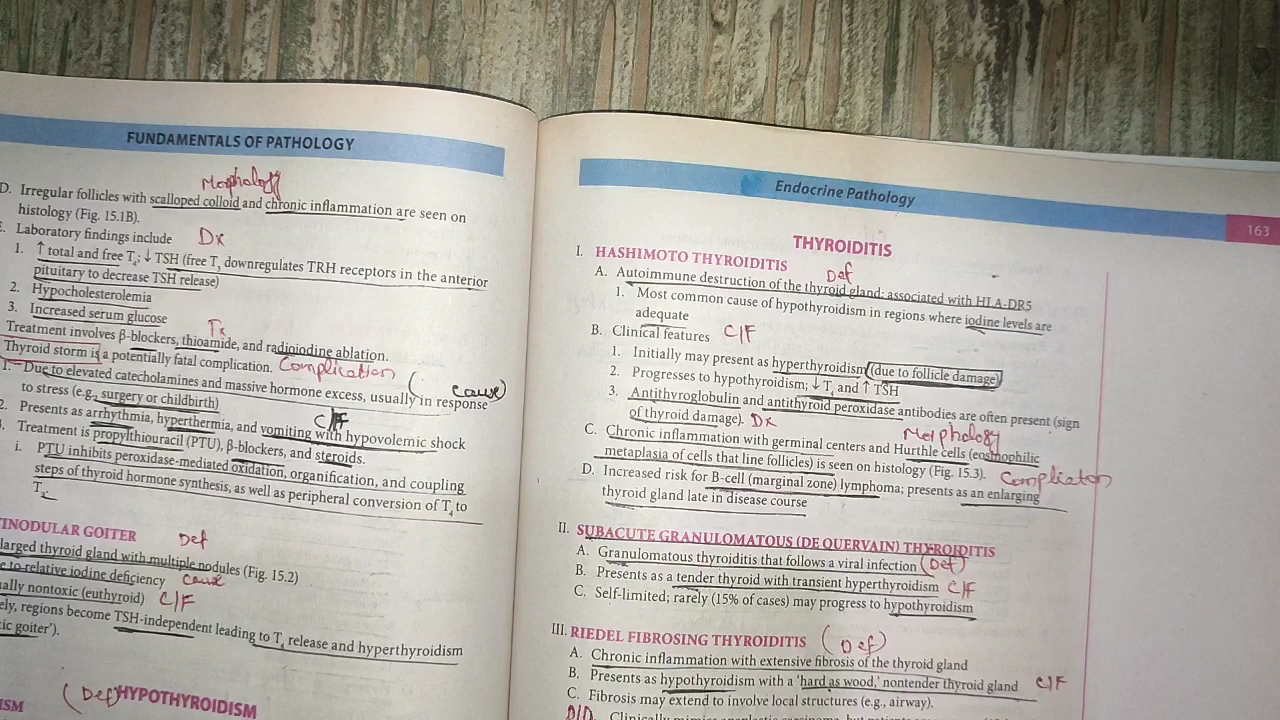 FUNDAMENTALS OF PATHOLOGY
Morphology
D. Irregular follicles with scalloped colloid and chronic inflammation are seen on
histology (Fig. 15.1B).
Laboratory findings include Dx
1. ↑ total and free T₄; ↓ TSH (free T₃ downregulates TRH receptors in the anterior
pituitary to decrease TSH release)
2. Hypocholesterolemia
3. Increased serum glucose
Tx
Treatment involves β-blockers, thioamide, and radioiodine ablation.
Thyroid storm is a potentially fatal complication. Complication
1. Due to elevated catecholamines and massive hormone excess, usually in response (cause)
to stress (e.g., surgery or childbirth)
C/F
2. Presents as arrhythmia, hyperthermia, and vomiting with hypovolemic shock
3. Treatment is propylthiouracil (PTU), β-blockers, and steroids.
i. PTU inhibits peroxidase-mediated oxidation, organification, and coupling
steps of thyroid hormone synthesis, as well as peripheral conversion of T₄ to
T₃.
TINODULAR GOITER Def
larged thyroid gland with multiple nodules (Fig. 15.2)
e to relative iodine deficiency cause
ually nontoxic (euthyroid) C/F
ely, regions become TSH-independent leading to T₄ release and hyperthyroidism
ic goiter').
(Def) HYPOTHYROIDISM
ISM
Endocrine Pathology
163
THYROIDITIS
I. HASHIMOTO THYROIDITIS Def
A. Autoimmune destruction of the thyroid gland; associated with HLA-DR5
1. Most common cause of hypothyroidism in regions where iodine levels are
adequate
B. Clinical features C/F
1. Initially may present as hyperthyroidism (due to follicle damage)
2. Progresses to hypothyroidism; ↓ T₄ and ↑ TSH
3. Antithyroglobulin and antithyroid peroxidase antibodies are often present (sign
of thyroid damage). Dx
Morphology
C. Chronic inflammation with germinal centers and Hurthle cells (eosinophilic
metaplasia of cells that line follicles) is seen on histology (Fig. 15.3). Complication
D. Increased risk for B-cell (marginal zone) lymphoma; presents as an enlarging
thyroid gland late in disease course
II. SUBACUTE GRANULOMATOUS (DE QUERVAIN) THYROIDITIS
A. Granulomatous thyroiditis that follows a viral infection (Def)
B. Presents as a tender thyroid with transient hyperthyroidism C/F
C. Self-limited; rarely (15% of cases) may progress to hypothyroidism
III. RIEDEL FIBROSING THYROIDITIS (Def)
A. Chronic inflammation with extensive fibrosis of the thyroid gland
B. Presents as hypothyroidism with a 'hard as wood,' nontender thyroid gland C/F
C. Fibrosis may extend to involve local structures (e.g., airway).
D/D Clinically mimics anaplastic carcinoma, but patients